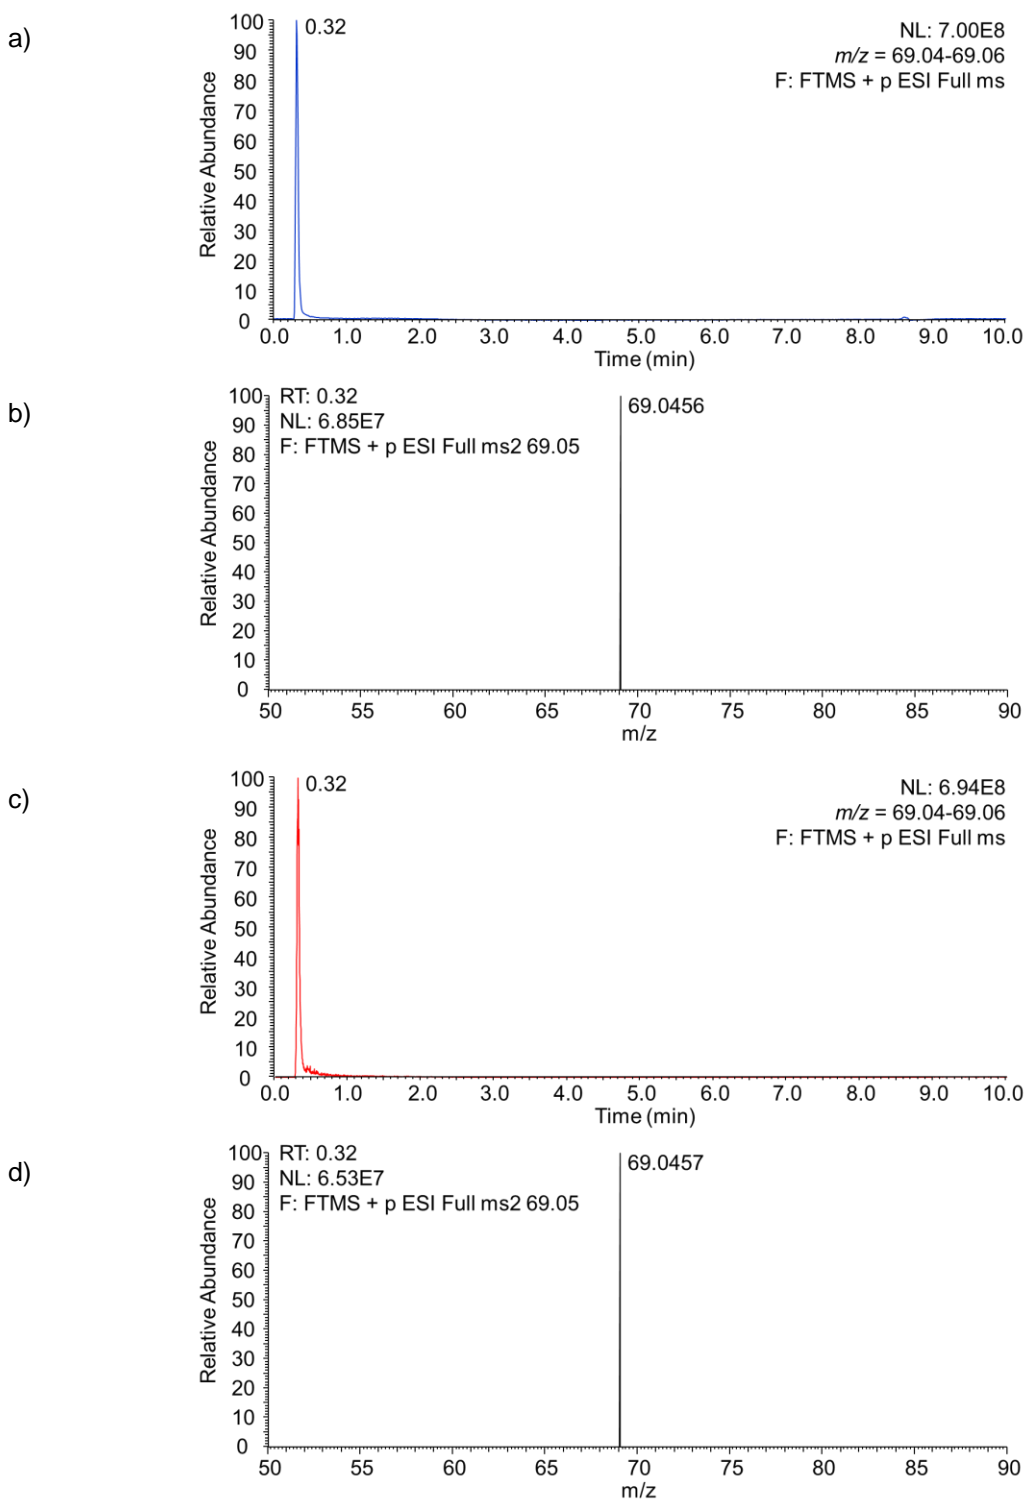 a)
0.32
NL: 7.00E8
m/z = 69.04-69.06
F: FTMS + p ESI Full ms
Relative Abundance
100
90
80
70
60
50
40
30
20
10
0
0.0 1.0 2.0 3.0 4.0 5.0 6.0 7.0 8.0 9.0 10.0
Time (min)
b)
RT: 0.32
NL: 6.85E7
F: FTMS + p ESI Full ms2 69.05
69.0456
Relative Abundance
100
90
80
70
60
50
40
30
20
10
0
50 55 60 65 70 75 80 85 90
m/z
c)
0.32
NL: 6.94E8
m/z = 69.04-69.06
F: FTMS + p ESI Full ms
Relative Abundance
100
90
80
70
60
50
40
30
20
10
0
0.0 1.0 2.0 3.0 4.0 5.0 6.0 7.0 8.0 9.0 10.0
Time (min)
d)
RT: 0.32
NL: 6.53E7
F: FTMS + p ESI Full ms2 69.05
69.0457
Relative Abundance
100
90
80
70
60
50
40
30
20
10
0
50 55 60 65 70 75 80 85 90
m/z